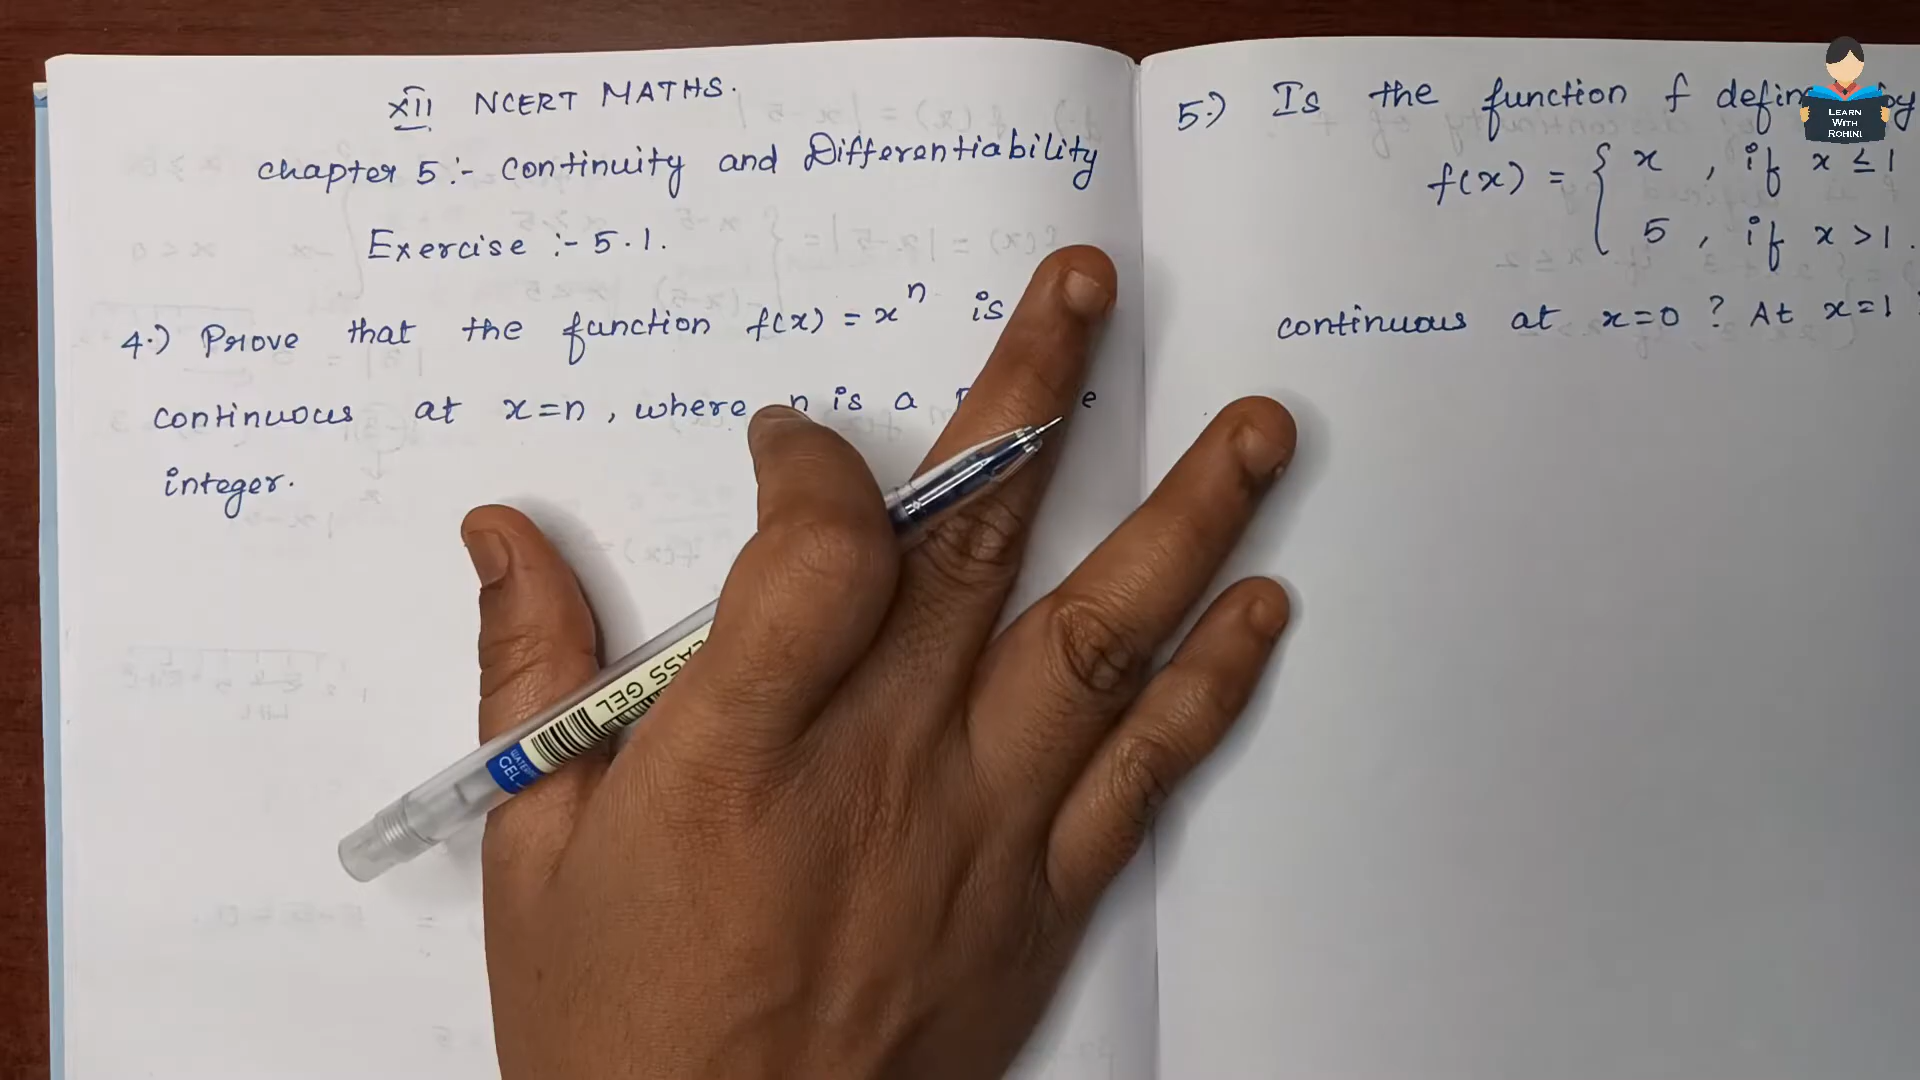 XII NCERT MATHS.
chapter 5 :- continuity and Differentiability
Exercise :- 5.1.
4.) Prove that the function f(x) = x^n is
continuous at x=n, where n is a
integer.
5.) Is the function f by
f(x) = { x , if x ≤ 1
5 , if x >1.
continuous at x=0 ? At x=1
LEARN
WITH
ROHINI
CLASS GEL
GEL